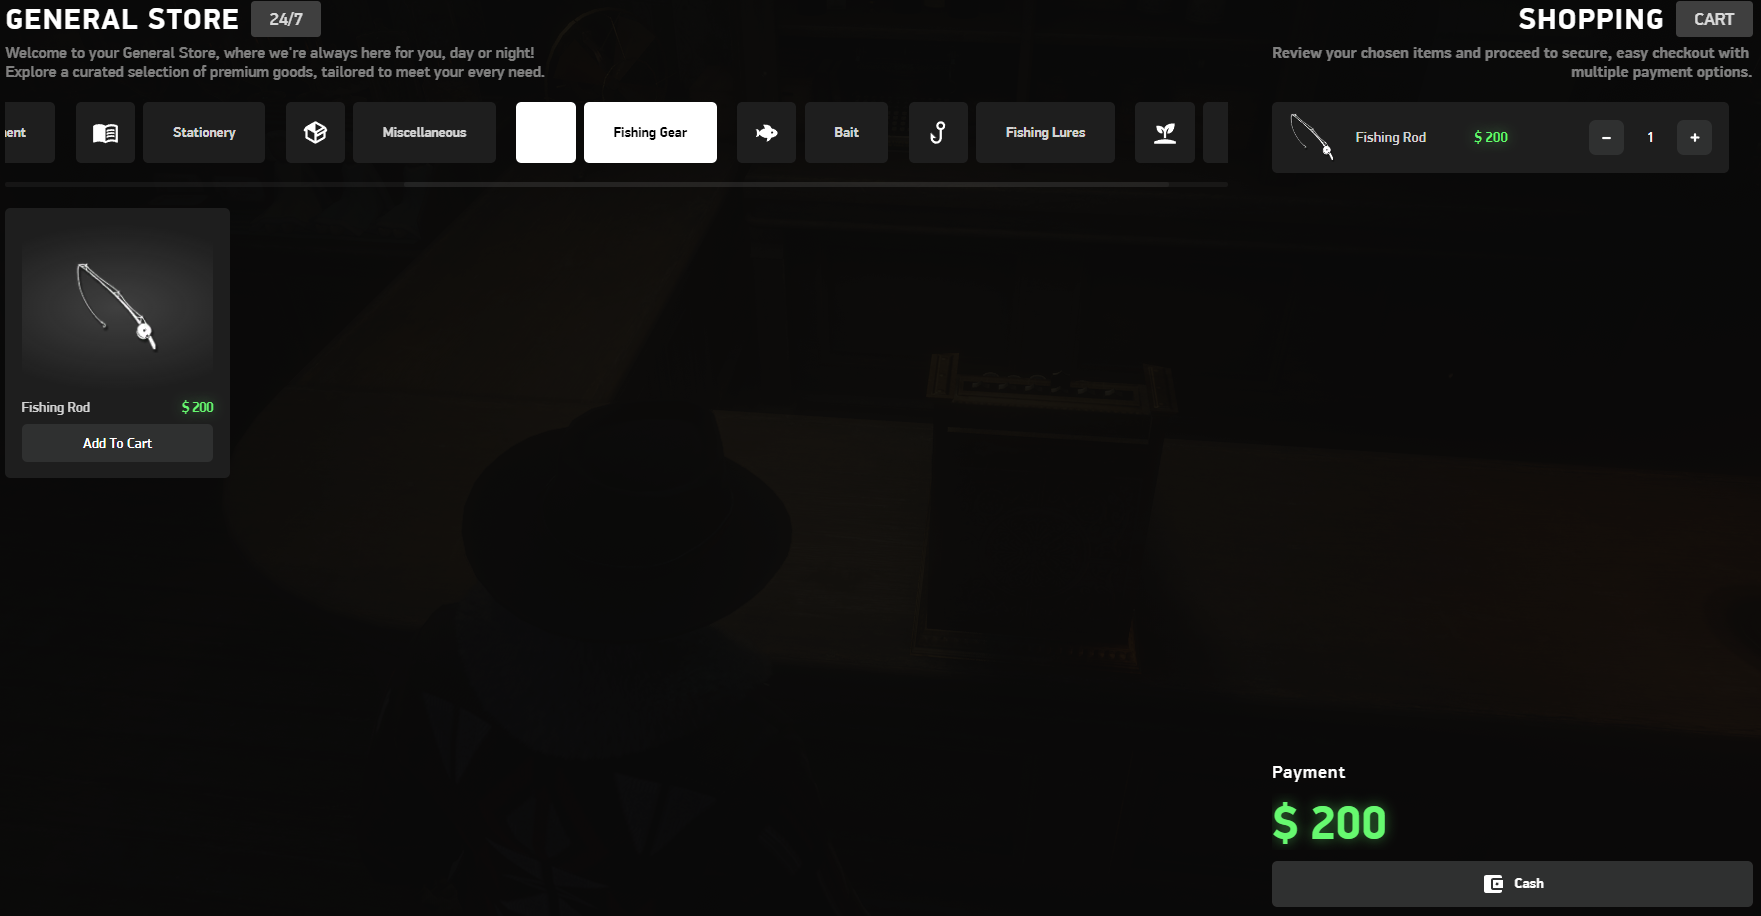 GENERAL STORE 24/7
Welcome to your General Store, where we're always here for you, day or night!
Explore a curated selection of premium goods, tailored to meet your every need.
SHOPPING CART
Review your chosen items and proceed to secure, easy checkout with
multiple payment options.
Stationery
Miscellaneous
Fishing Gear
Bait
Fishing Lures
Fishing Rod $ 200 − 1 +
Fishing Rod $ 200
Add To Cart
Payment
$ 200
Cash